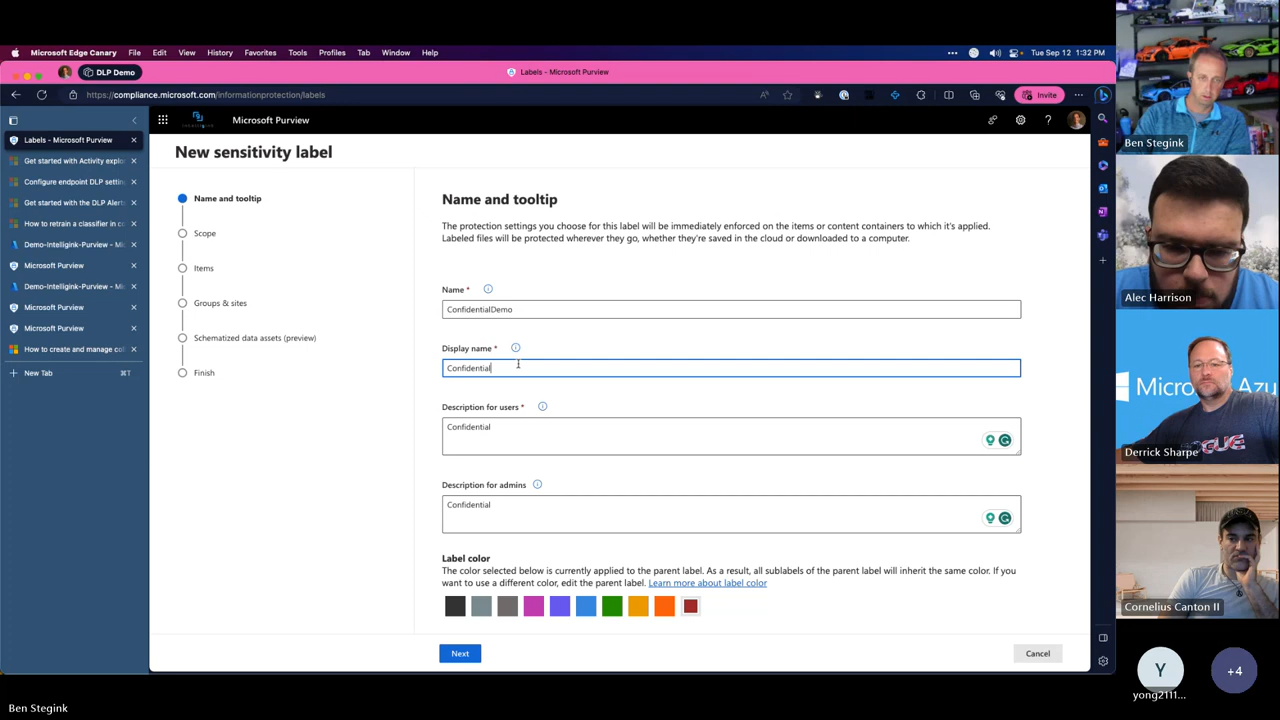 Microsoft Edge Canary File Edit View History Favorites Tools Profiles Tab Window Help
Tue Sep 12 1:32 PM
DLP Demo
Labels - Microsoft Purview
https://compliance.microsoft.com/informationprotection/labels
Invite
Labels - Microsoft Purview
Get started with Activity explo
Configure endpoint DLP settin
Get started with the DLP Alert
How to retrain a classifier in co
Demo-Intelligink-Purview - Mi
Microsoft Purview
Demo-Intelligink-Purview - Mi
Microsoft Purview
Microsoft Purview
How to create and manage co
New Tab
⌘T
Microsoft Purview
New sensitivity label
Name and tooltip
Scope
Items
Groups & sites
Schematized data assets (preview)
Finish
Name and tooltip
The protection settings you choose for this label will be immediately enforced on the items or content containers to which it's applied.
Labeled files will be protected wherever they go, whether they're saved in the cloud or downloaded to a computer.
Name *
ConfidentialDemo
Display name *
Confidential
Description for users *
Confidential
Description for admins
Confidential
Label color
The color selected below is currently applied to the parent label. As a result, all sublabels of the parent label will inherit the same color. If you
want to use a different color, edit the parent label. Learn more about label color
Next
Cancel
Ben Stegink
Alec Harrison
Microsoft Azu
ROGUE
Derrick Sharpe
Cornelius Canton II
Y
yong2111...
+4
Ben Stegink